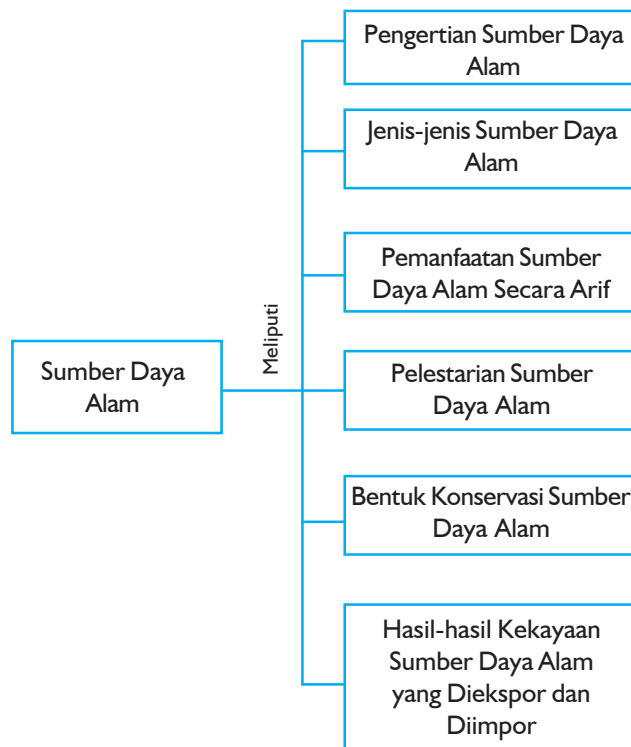 Pengertian Sumber Daya
Alam
Jenis-jenis Sumber Daya
Alam
Pemanfaatan Sumber
Daya Alam Secara Arif
Meliputi
Sumber Daya
Alam
Pelestarian Sumber
Daya Alam
Bentuk Konservasi Sumber
Daya Alam
Hasil-hasil Kekayaan
Sumber Daya Alam
yang Diekspor dan
Diimpor